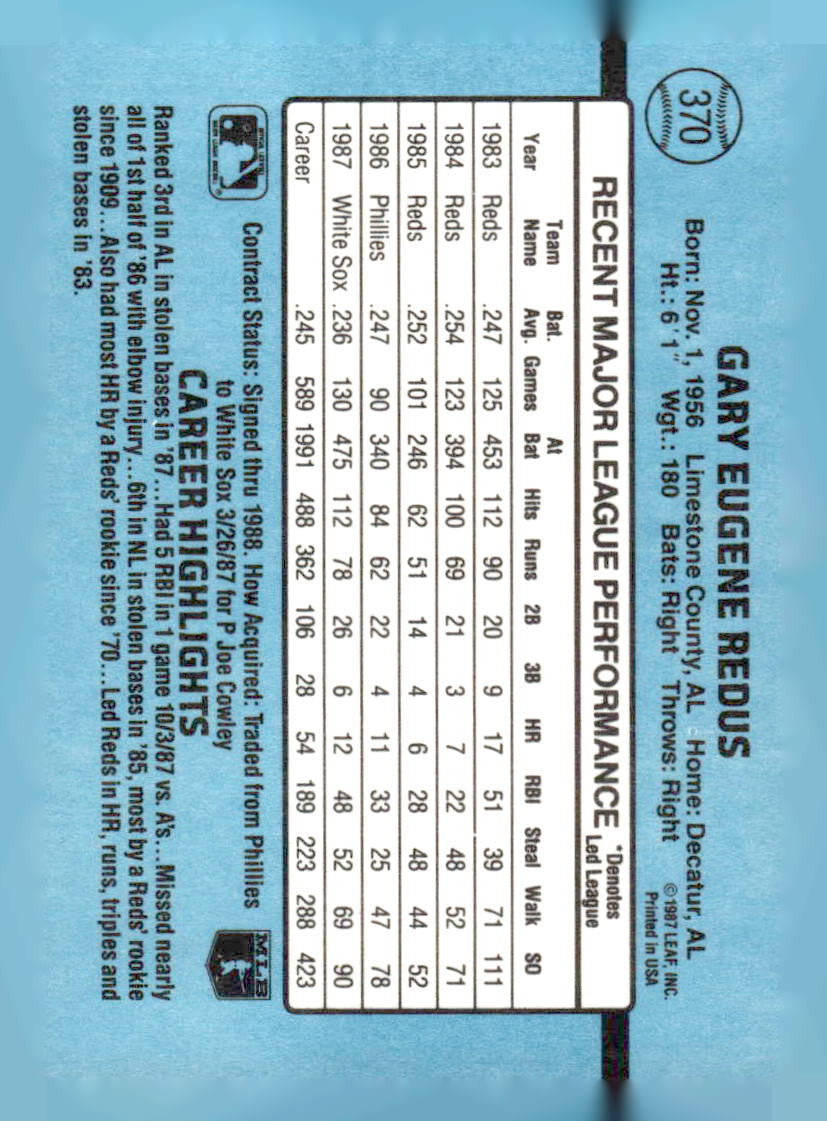 370
GARY EUGENE REDUS
Born: Nov. 1, 1956 Limestone County, AL Home: Decatur, AL
Ht.: 6'1" Wgt.: 180 Bats: Right Throws: Right
©1987 LEAF, INC.
Printed in USA
RECENT MAJOR LEAGUE PERFORMANCE *Denotes Led League
Year Team Name Bat. Avg. Games At Bat Hits Runs 2B 3B HR RBI Steal Walk SO
1983 Reds .247 125 453 112 90 20 9 17 51 39 71 111
1984 Reds .254 123 394 100 69 21 3 7 22 48 52 71
1985 Reds .252 101 246 62 51 14 4 6 28 48 44 52
1986 Phillies .247 90 340 84 62 22 4 11 33 25 47 78
1987 White Sox .236 130 475 112 78 26 6 12 48 52 69 90
Career .245 589 1991 488 362 106 28 54 189 223 288 423
Contract Status: Signed thru 1988. How Acquired: Traded from Phillies
to White Sox 3/26/87 for P Joe Cowley
MLB
CAREER HIGHLIGHTS
Ranked 3rd in AL in stolen bases in '87...Had 5 RBI in 1 game 10/3/87 vs. A's...Missed nearly
all of 1st half of '86 with elbow injury...6th in NL in stolen bases in '85, most by a Reds' rookie
since 1909...Also had most HR by a Reds' rookie since '70...Led Reds in HR, runs, triples and
stolen bases in '83.